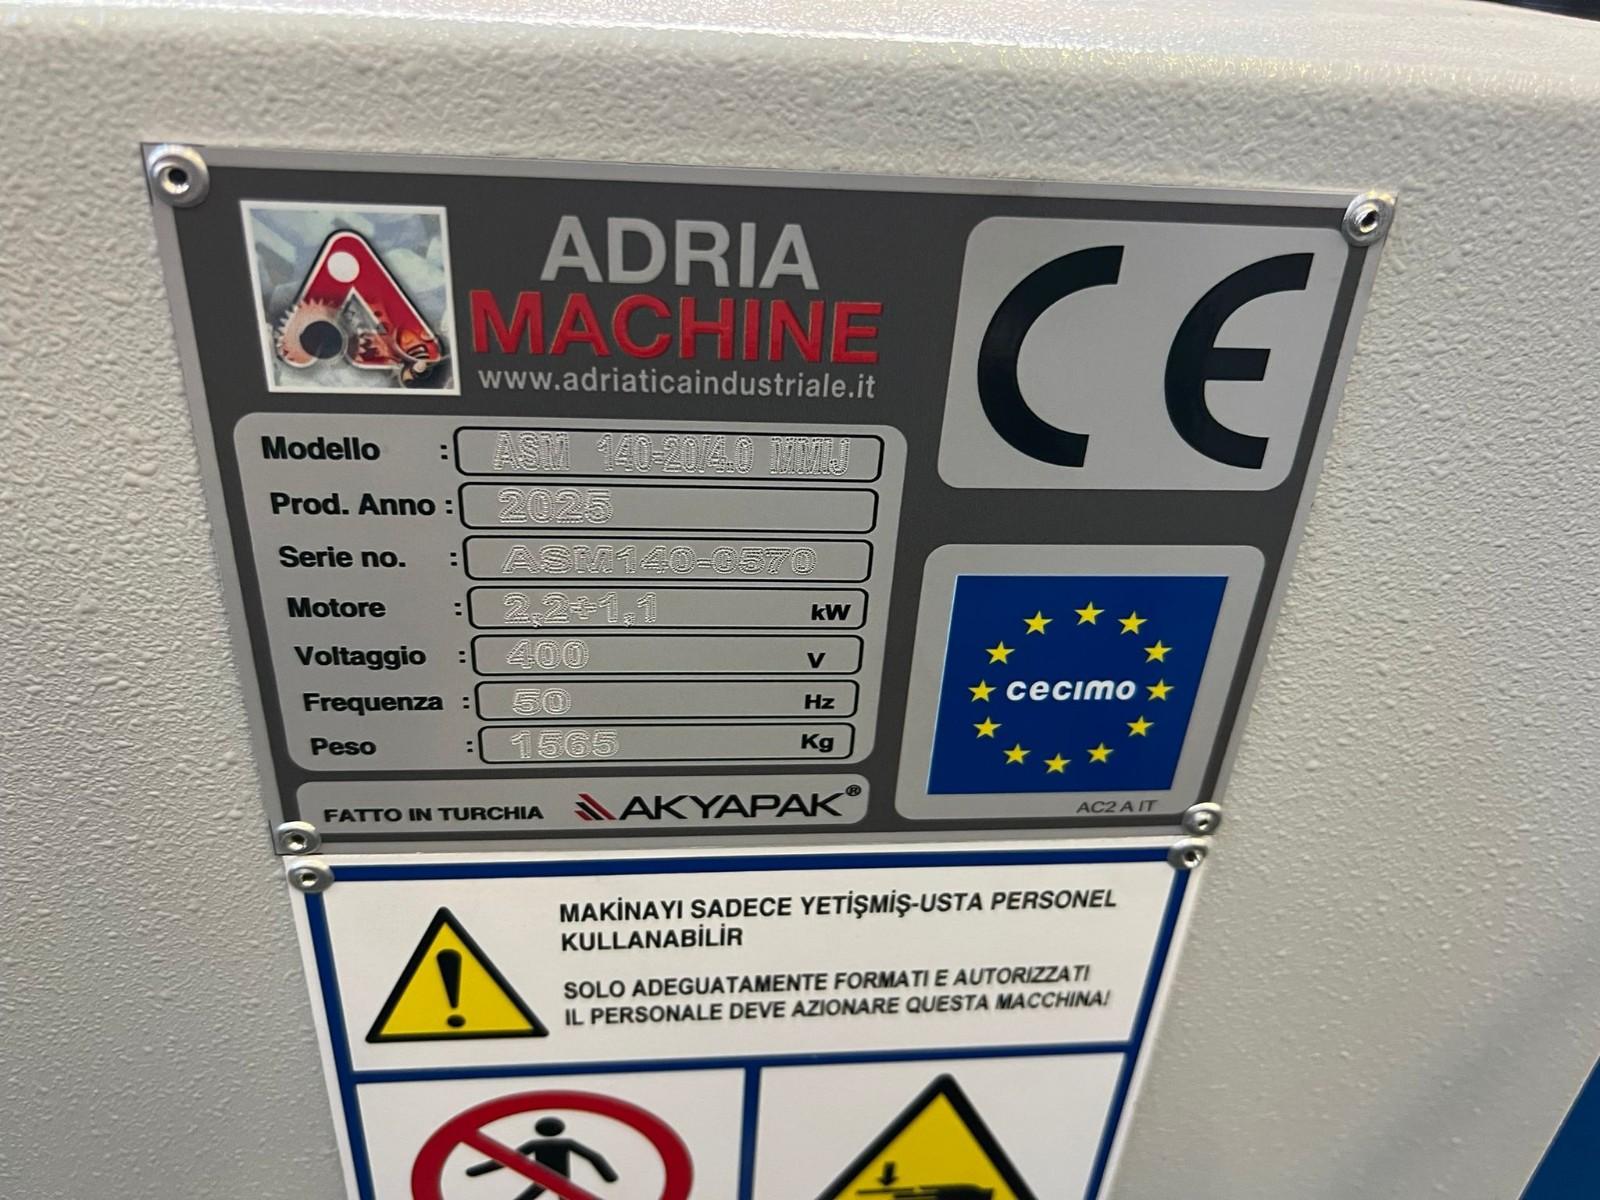 ADRIA
MACHINE
www.adriaticaindustriale.it
CE
Modello : ASM 140-20/4.0 MMIJ
Prod. Anno : 2025
Serie no. : ASM140-0570
Motore : 2,2+1,1 kW
Voltaggio : 400 V
Frequenza : 50 Hz
Peso : 1565 Kg
cecimo
FATTO IN TURCHIA AKYAPAK®
AC2 A IT
MAKİNAYI SADECE YETİŞMİŞ-USTA PERSONEL
KULLANABİLİR
SOLO ADEGUATAMENTE FORMATI E AUTORIZZATI
IL PERSONALE DEVE AZIONARE QUESTA MACCHINA!